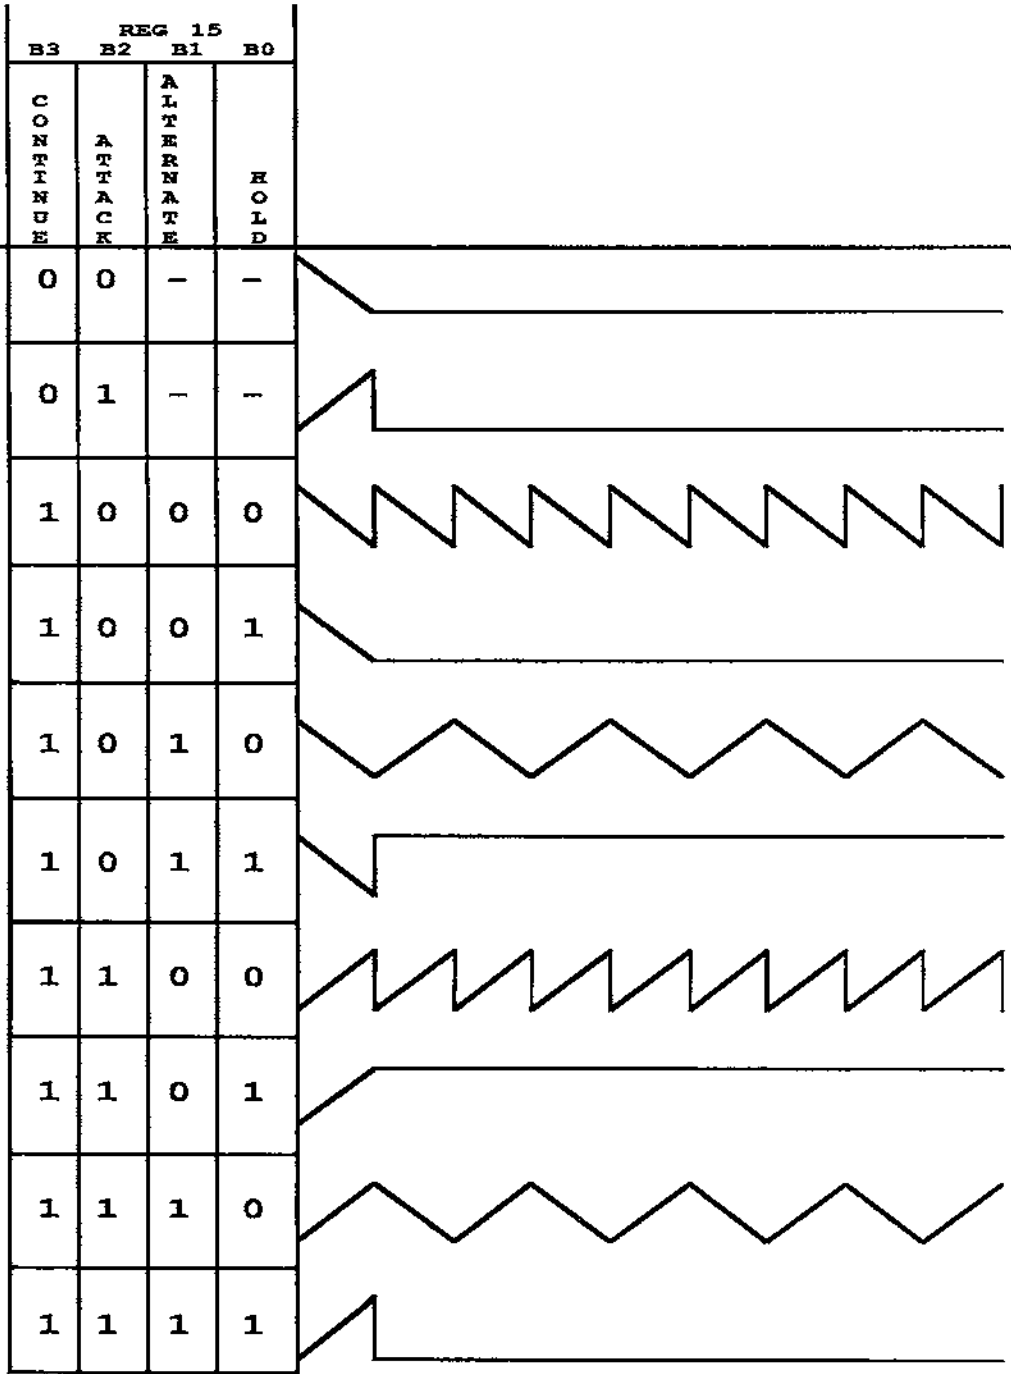 REG 15
B3 B2 B1 B0
CONTINUE ATTACK ALTERNATE HOLD
0 0 – –
0 1 – –
1 0 0 0
1 0 0 1
1 0 1 0
1 0 1 1
1 1 0 0
1 1 0 1
1 1 1 0
1 1 1 1